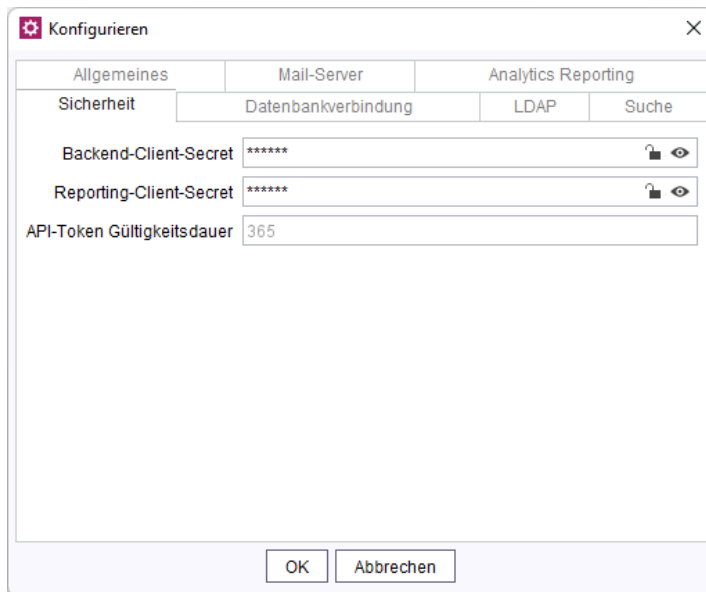 Konfigurieren
Allgemeines Mail-Server Analytics Reporting
Sicherheit Datenbankverbindung LDAP Suche
Backend-Client-Secret ******
Reporting-Client-Secret ******
API-Token Gültigkeitsdauer 365
OK Abbrechen